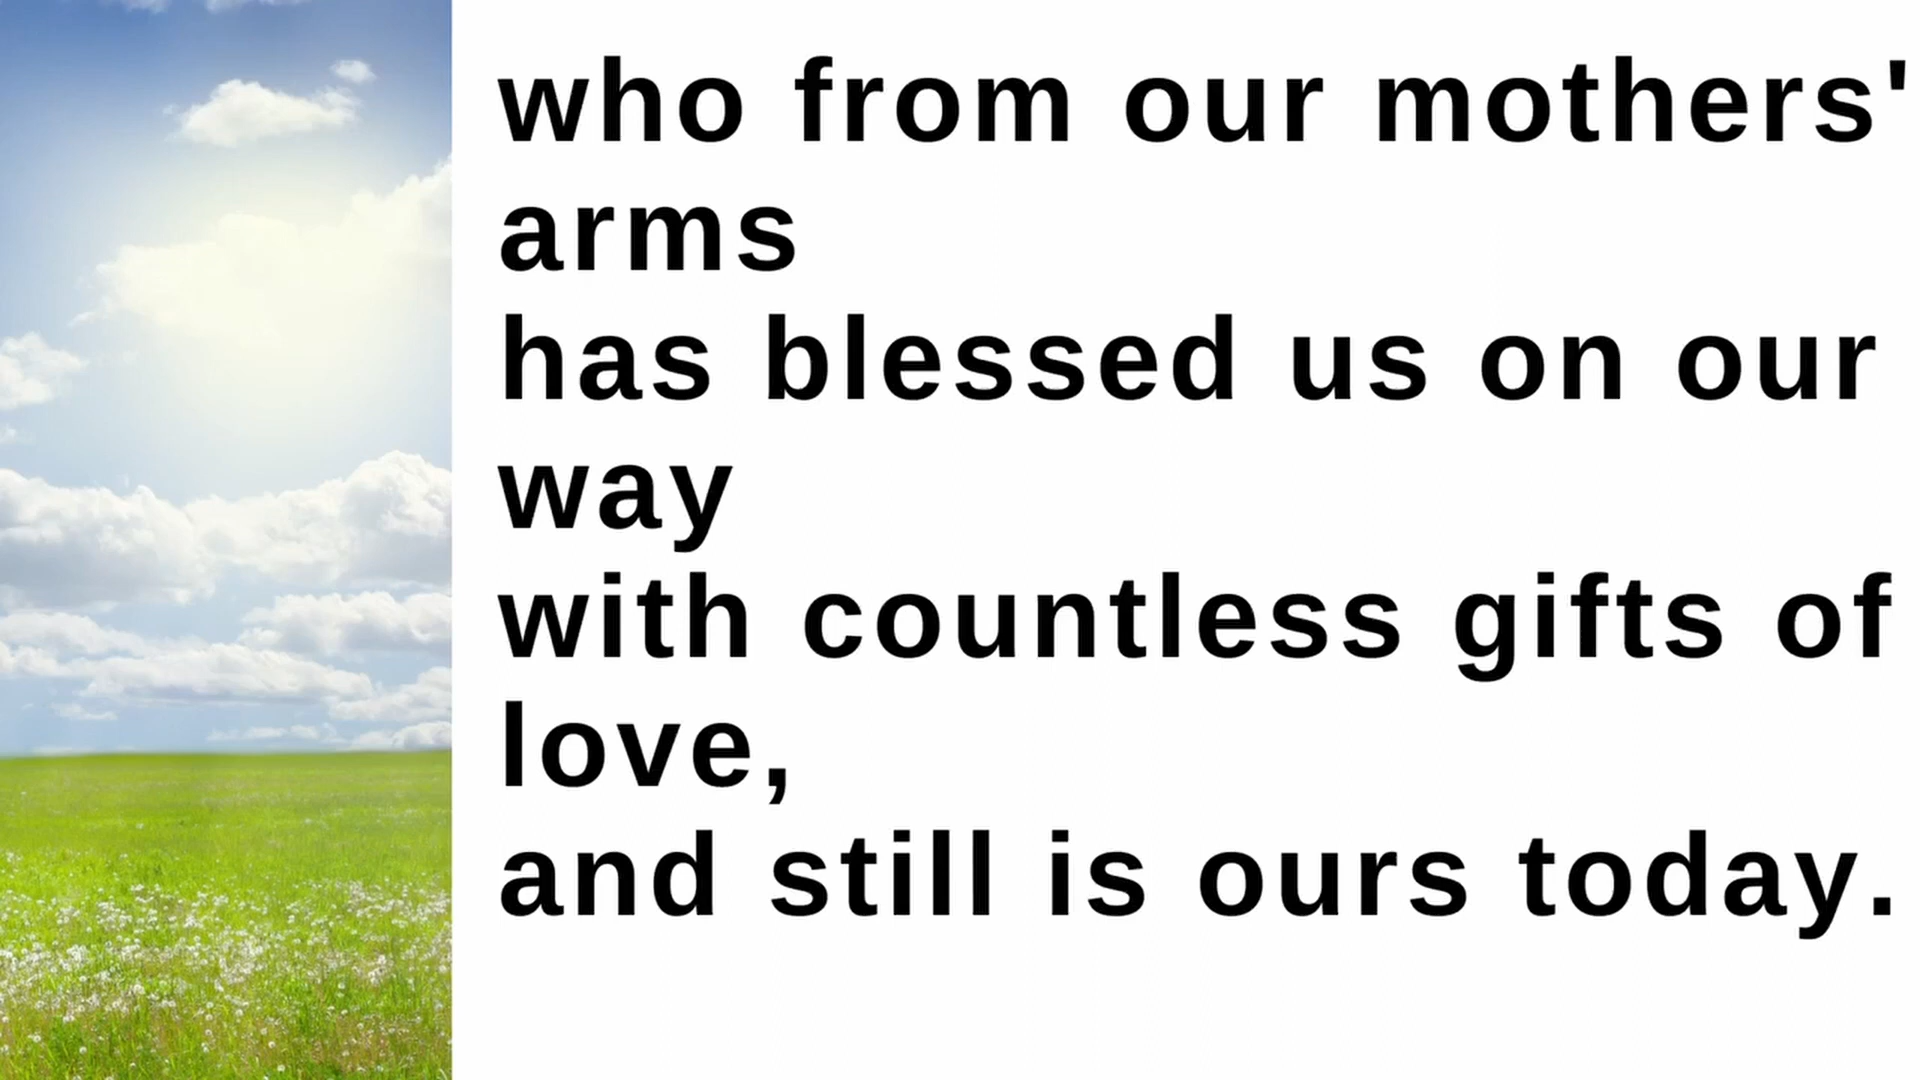 who from our mothers'
arms
has blessed us on our
way
with countless gifts of
love,
and still is ours today.